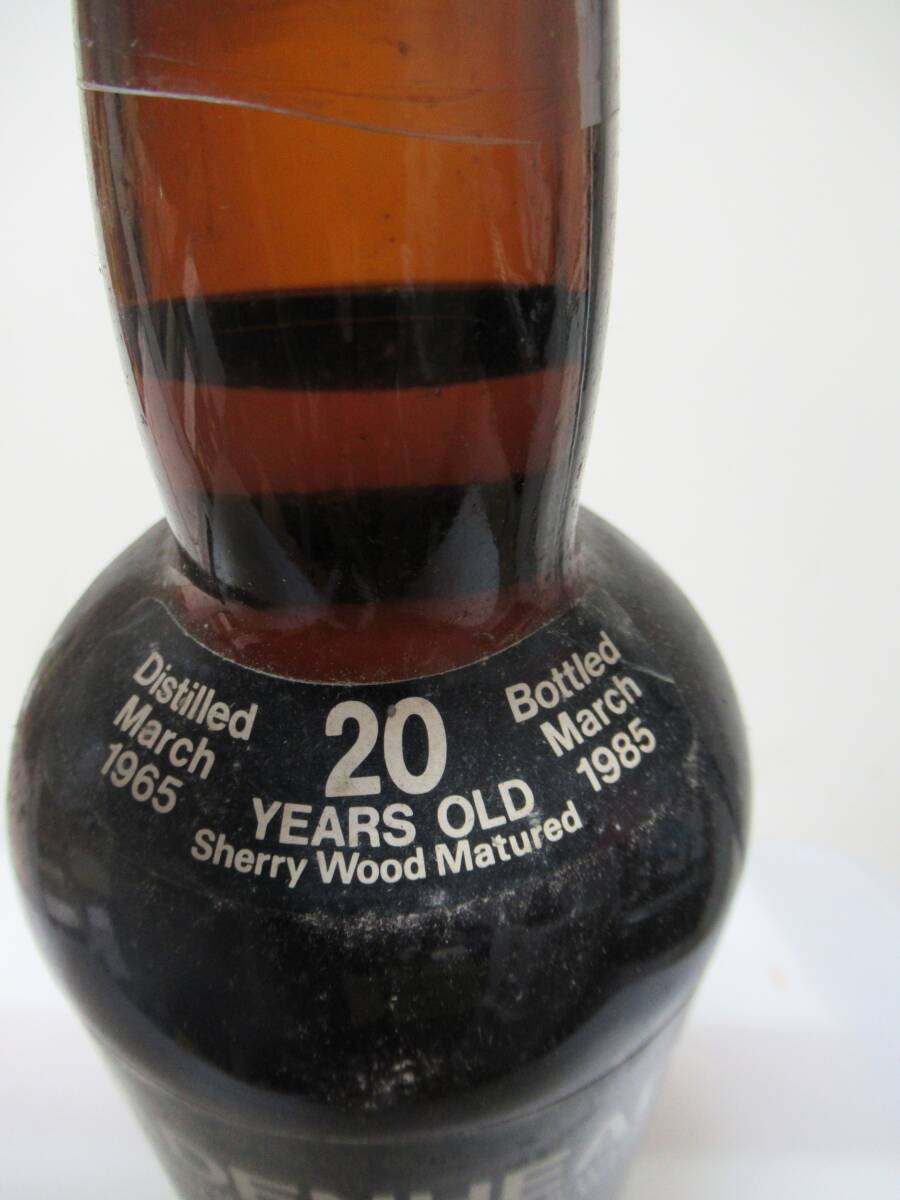 Distilled
March
1965
20
YEARS OLD
Sherry Wood Matured
Bottled
March
1985